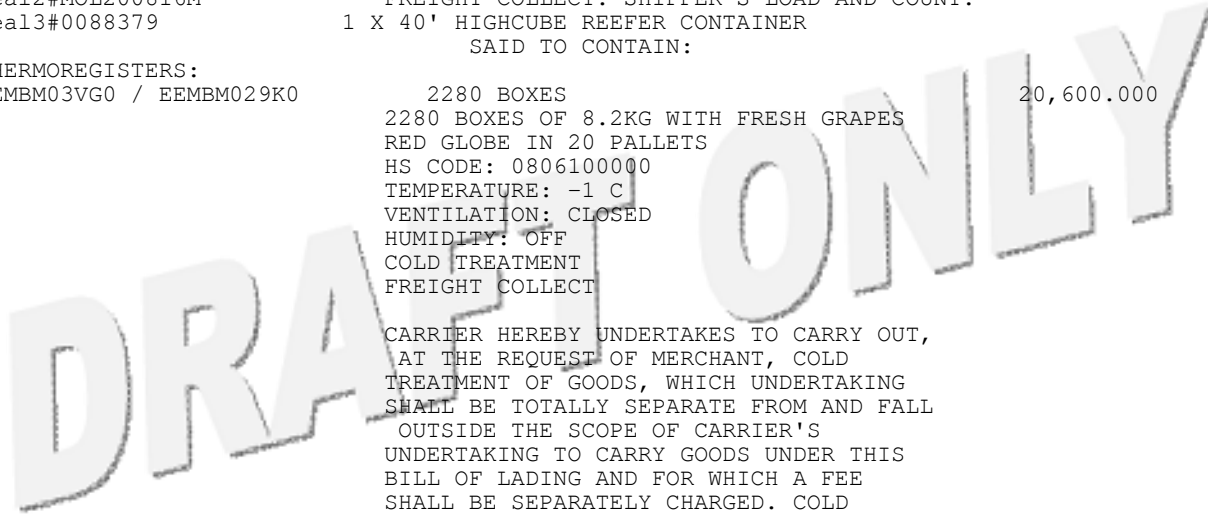 FREIGHT COLLECT. SHIPPER'S LOAD AND COUNT.
eal3#0088379 1 X 40' HIGHCUBE REEFER CONTAINER
SAID TO CONTAIN:
HERMOREGISTERS:
EMBM03VG0 / EEMBM029K0 2280 BOXES 20,600.000
2280 BOXES OF 8.2KG WITH FRESH GRAPES
RED GLOBE IN 20 PALLETS
HS CODE: 0806100000
TEMPERATURE: -1 C
VENTILATION: CLOSED
HUMIDITY: OFF
COLD TREATMENT
FREIGHT COLLECT
CARRIER HEREBY UNDERTAKES TO CARRY OUT,
AT THE REQUEST OF MERCHANT, COLD
TREATMENT OF GOODS, WHICH UNDERTAKING
SHALL BE TOTALLY SEPARATE FROM AND FALL
OUTSIDE THE SCOPE OF CARRIER'S
UNDERTAKING TO CARRY GOODS UNDER THIS
BILL OF LADING AND FOR WHICH A FEE
SHALL BE SEPARATELY CHARGED. COLD
DRAFT ONLY